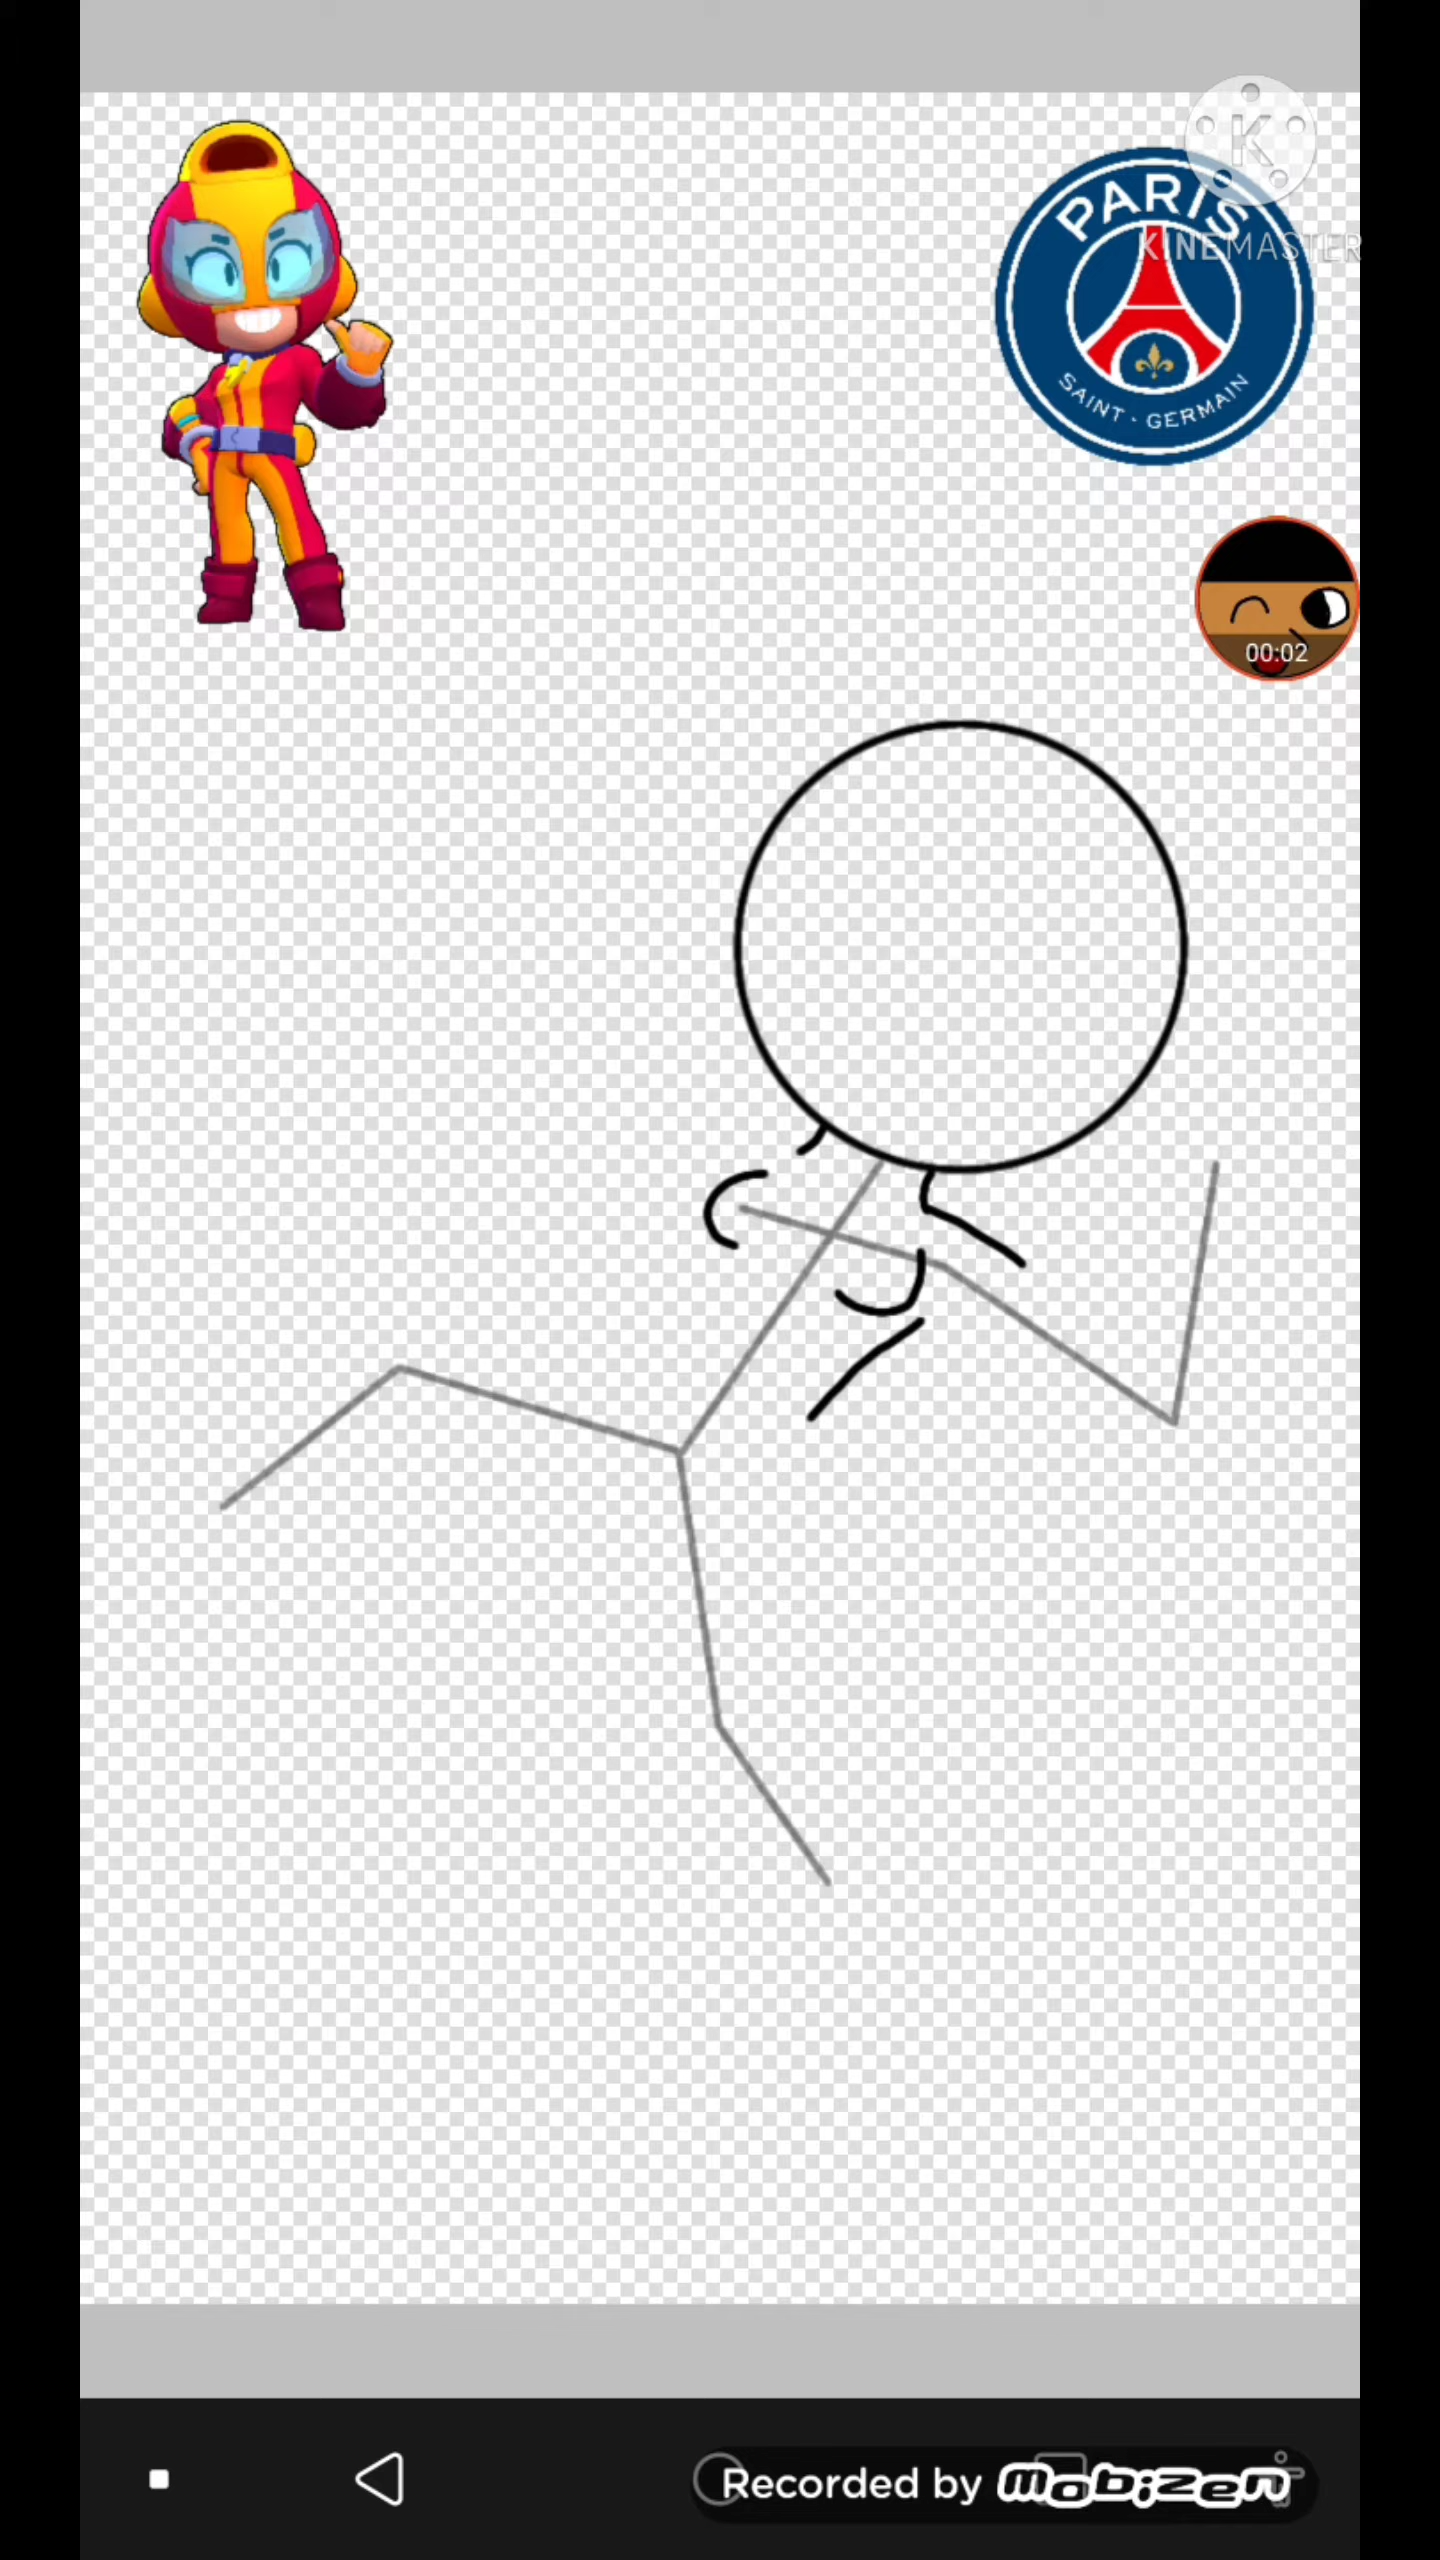 K
PARIS
KINEMASTER
SAINT · GERMAIN
00:02
Recorded by mobizen